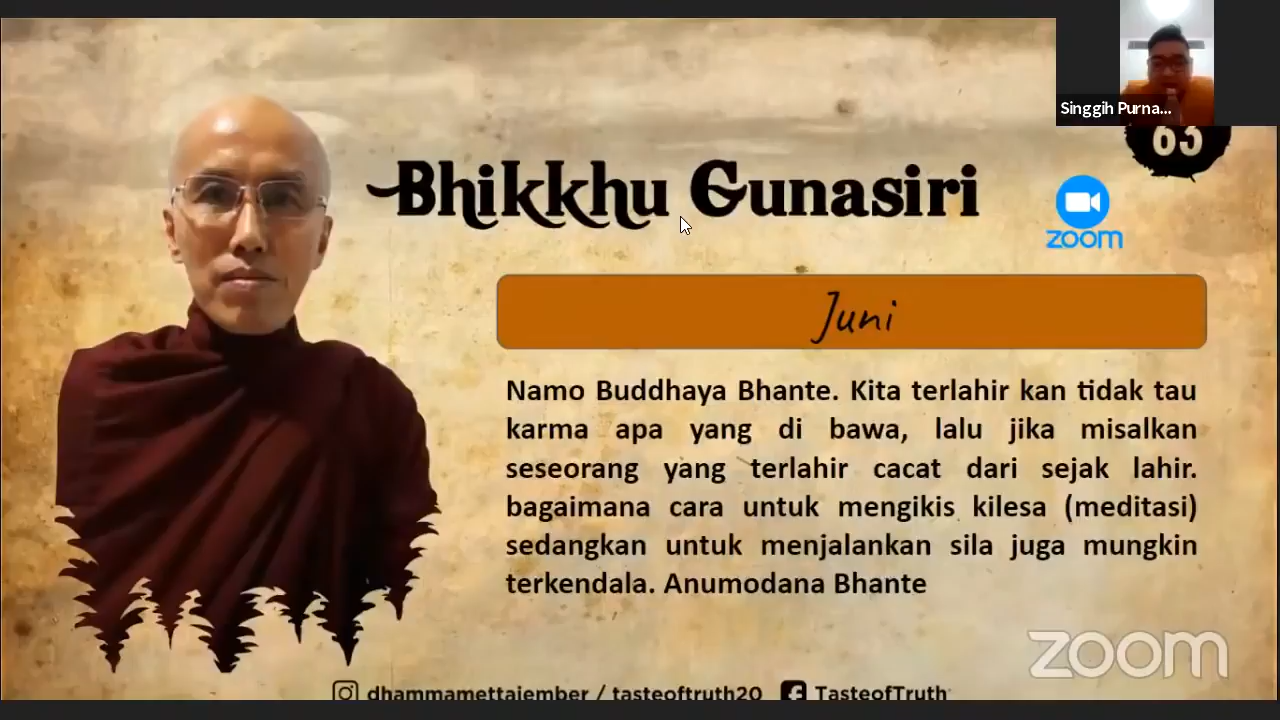 Singgih Purna...
63
Bhikkhu Gunasiri
zoom
Juni
Namo Buddhaya Bhante. Kita terlahir kan tidak tau
karma apa yang di bawa, lalu jika misalkan
seseorang yang terlahir cacat dari sejak lahir.
bagaimana cara untuk mengikis kilesa (meditasi)
sedangkan untuk menjalankan sila juga mungkin
terkendala. Anumodana Bhante
zoom
dhammamettajember / tasteoftruth20 TasteofTruth